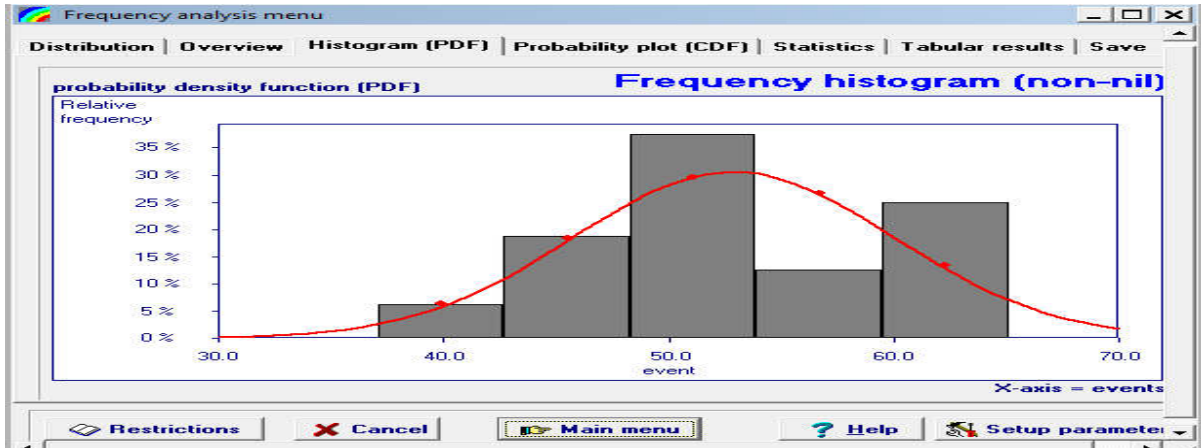 Frequency analysis menu
Distribution Overview Histogram (PDF) Probability plot (CDF) Statistics Tabular results Save
probability density function (PDF) Frequency histogram (non-nil)
Relative
frequency
35 %
30 %
25 %
20 %
15 %
10 %
5 %
0 %
30.0 40.0 50.0 60.0 70.0
event
X-axis = events
Restrictions Cancel Main menu ? Help Setup paramete